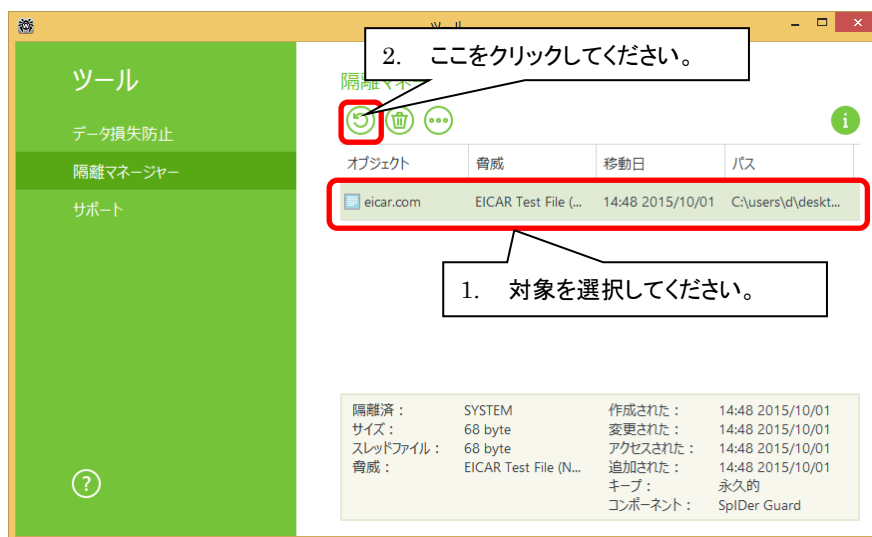 ツール
2. ここをクリックしてください。
ツール
隔離マネー
データ損失防止
隔離マネージャー
サポート
オブジェクト 脅威 移動日 パス
eicar.com EICAR Test File (... 14:48 2015/10/01 C:\users\d\deskt...
1. 対象を選択してください。
隔離済： SYSTEM 作成された： 14:48 2015/10/01
サイズ： 68 byte 変更された： 14:48 2015/10/01
スレッドファイル： 68 byte アクセスされた： 14:48 2015/10/01
脅威： EICAR Test File (N... 追加された： 14:48 2015/10/01
キープ： 永久的
コンポーネント： SpIDer Guard